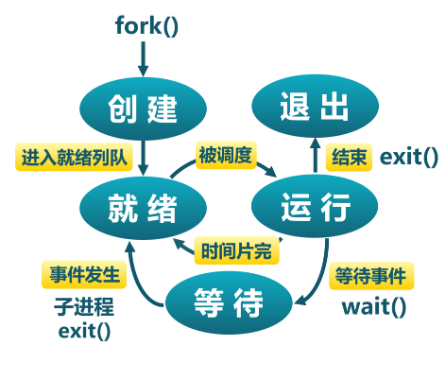 fork()
创建
退出
进入就绪列队
被调度
结束 exit()
就绪
运行
时间片完
事件发生
等待
等待事件
子进程
wait()
exit()